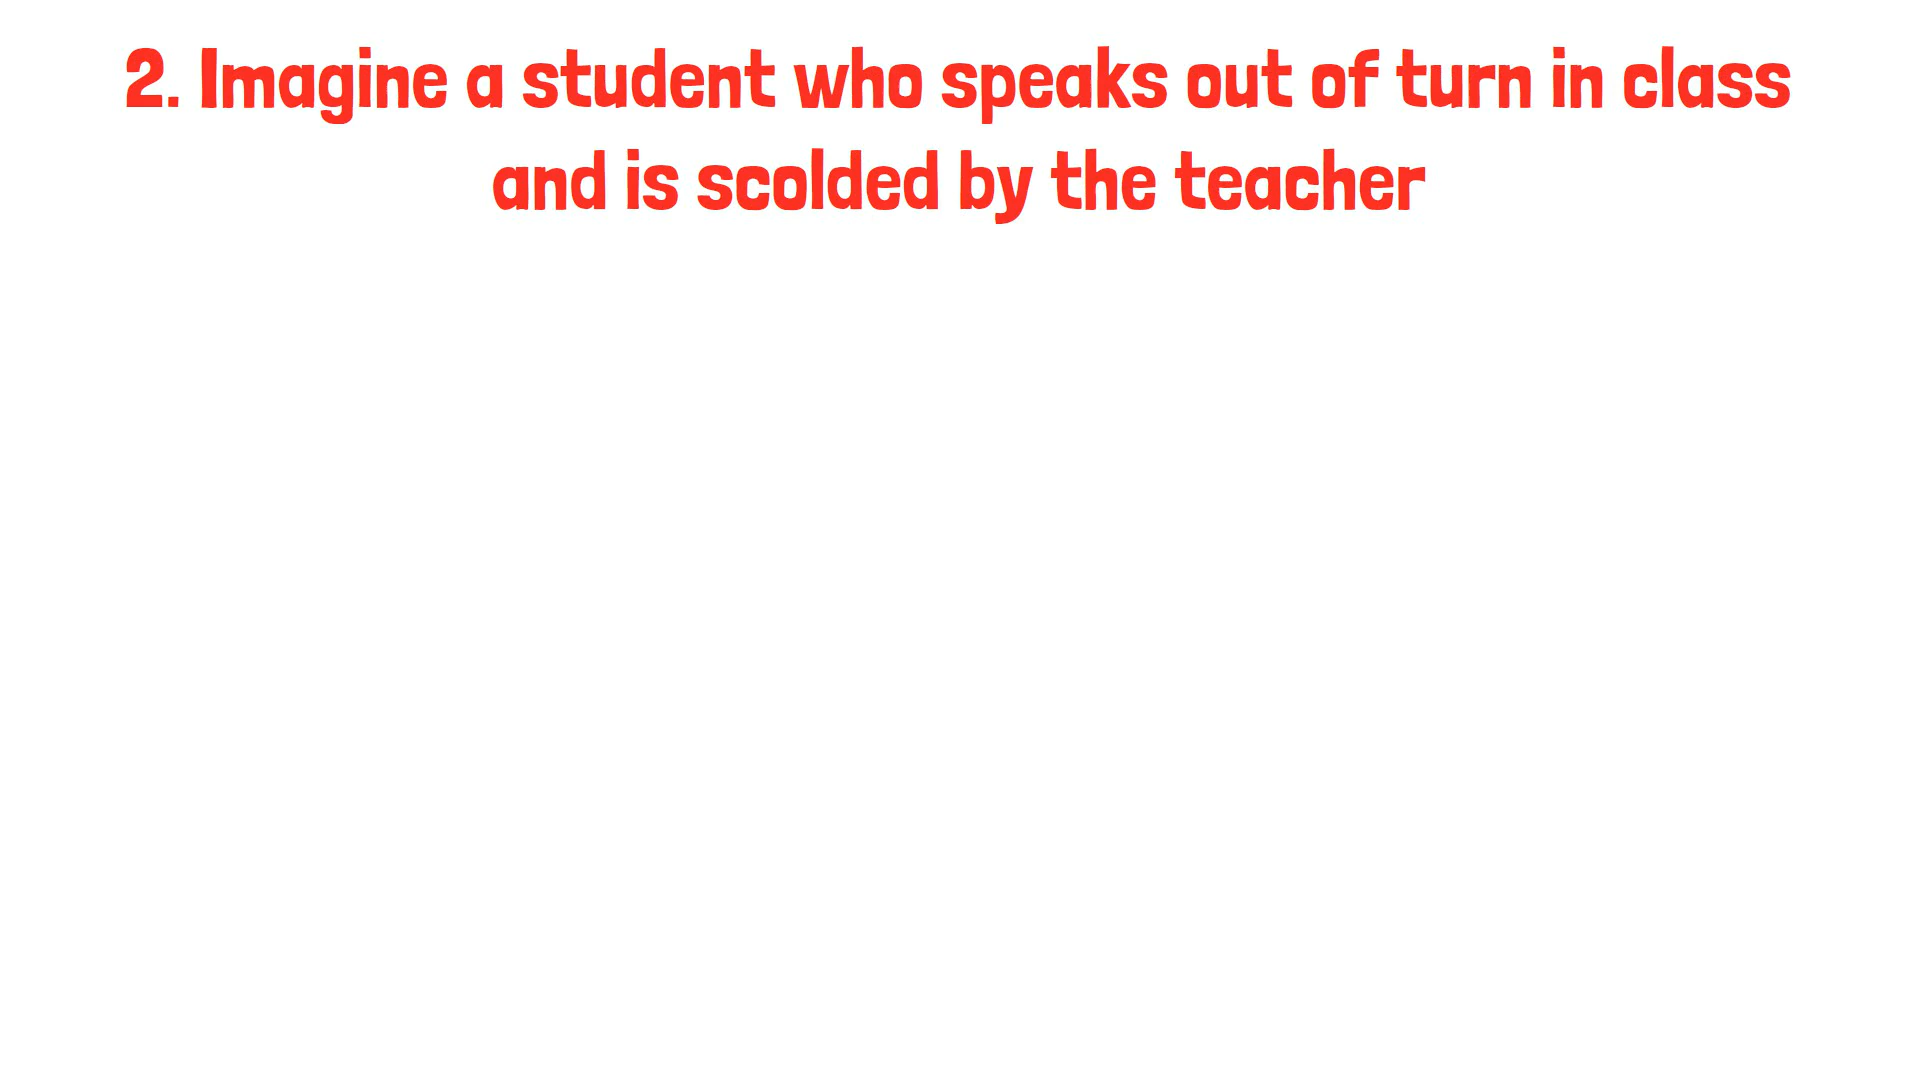 2. Imagine a student who speaks out of turn in class
and is scolded by the teacher